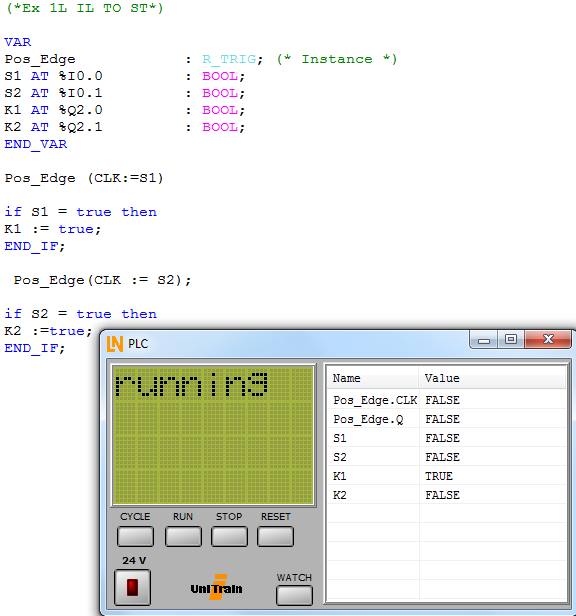 (*Ex 1L IL TO ST*)
VAR
Pos_Edge : R_TRIG; (* Instance *)
S1 AT %I0.0 : BOOL;
S2 AT %I0.1 : BOOL;
K1 AT %Q2.0 : BOOL;
K2 AT %Q2.1 : BOOL;
END_VAR
Pos_Edge (CLK:=S1)
if S1 = true then
K1 := true;
END_IF;
Pos_Edge(CLK := S2);
if S2 = true then
K2 :=true;
END_IF;
LN PLC
running
CYCLE RUN STOP RESET
24 V
UniTrain
WATCH
Name Value
Pos_Edge.CLK FALSE
Pos_Edge.Q FALSE
S1 FALSE
S2 FALSE
K1 TRUE
K2 FALSE